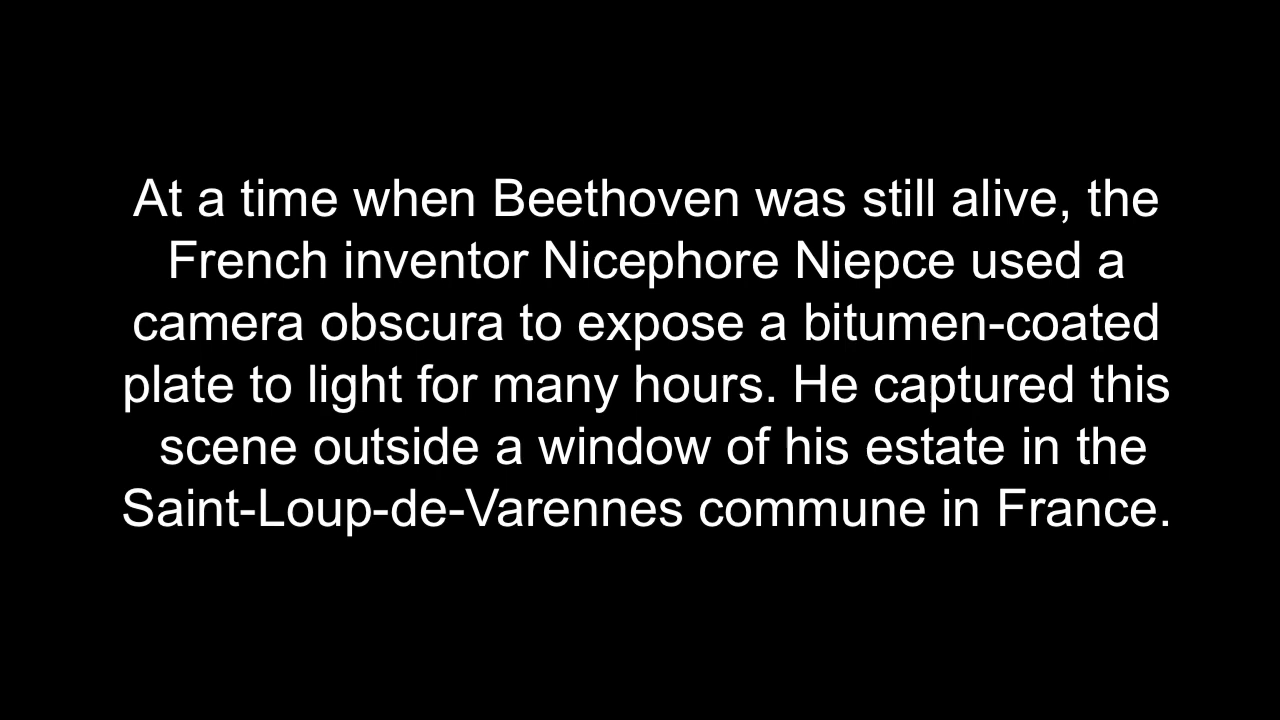 At a time when Beethoven was still alive, the
French inventor Nicephore Niepce used a
camera obscura to expose a bitumen-coated
plate to light for many hours. He captured this
scene outside a window of his estate in the
Saint-Loup-de-Varennes commune in France.